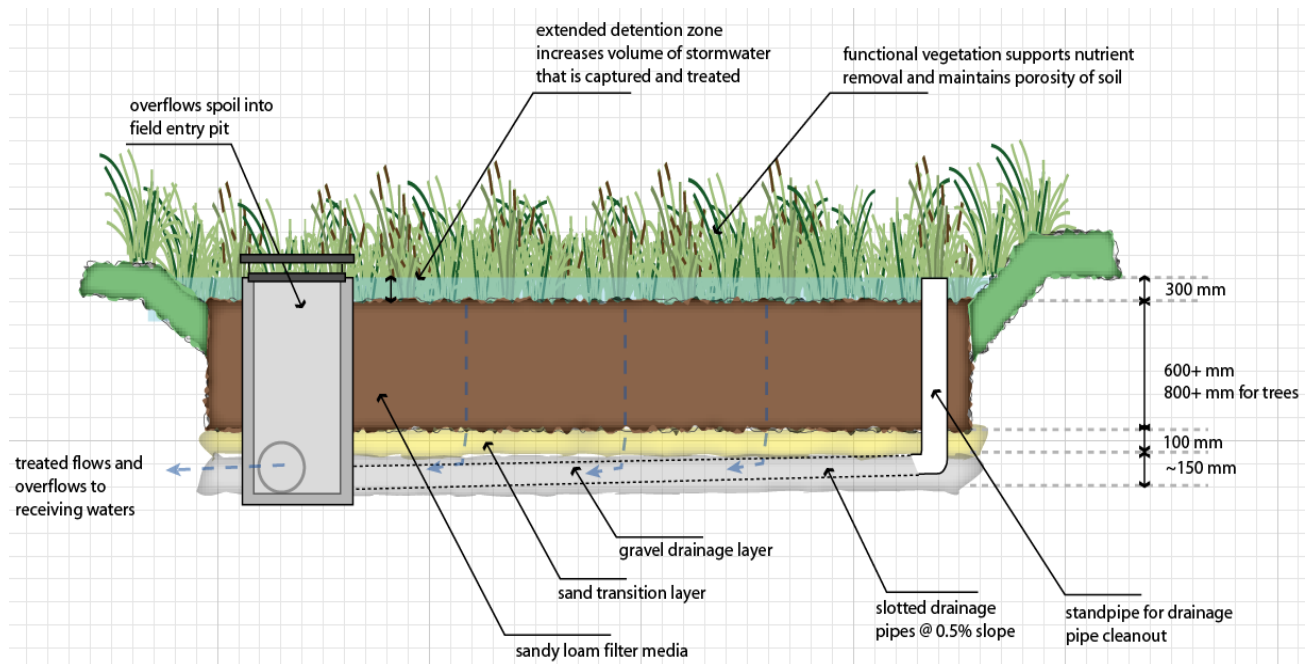 extended detention zone
increases volume of stormwater
that is captured and treated
functional vegetation supports nutrient
removal and maintains porosity of soil
overflows spoil into
field entry pit
300 mm
600+ mm
800+ mm for trees
100 mm
~150 mm
treated flows and
overflows to
receiving waters
gravel drainage layer
sand transition layer
sandy loam filter media
slotted drainage
pipes @ 0.5% slope
standpipe for drainage
pipe cleanout